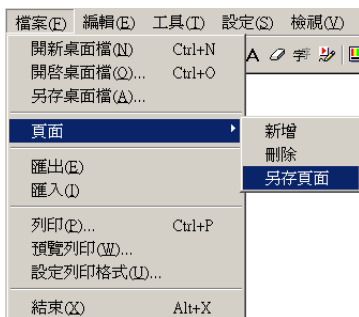 檔案(F) 編輯(E) 工具(T) 設定(S) 檢視(V)
開新桌面檔(N) Ctrl+N
開啓桌面檔(O)... Ctrl+O
另存桌面檔(A)...
頁面
新增
刪除
另存頁面
匯出(E)
匯入(I)
列印(P)... Ctrl+P
預覽列印(W)...
設定列印格式(U)...
結束(X) Alt+X